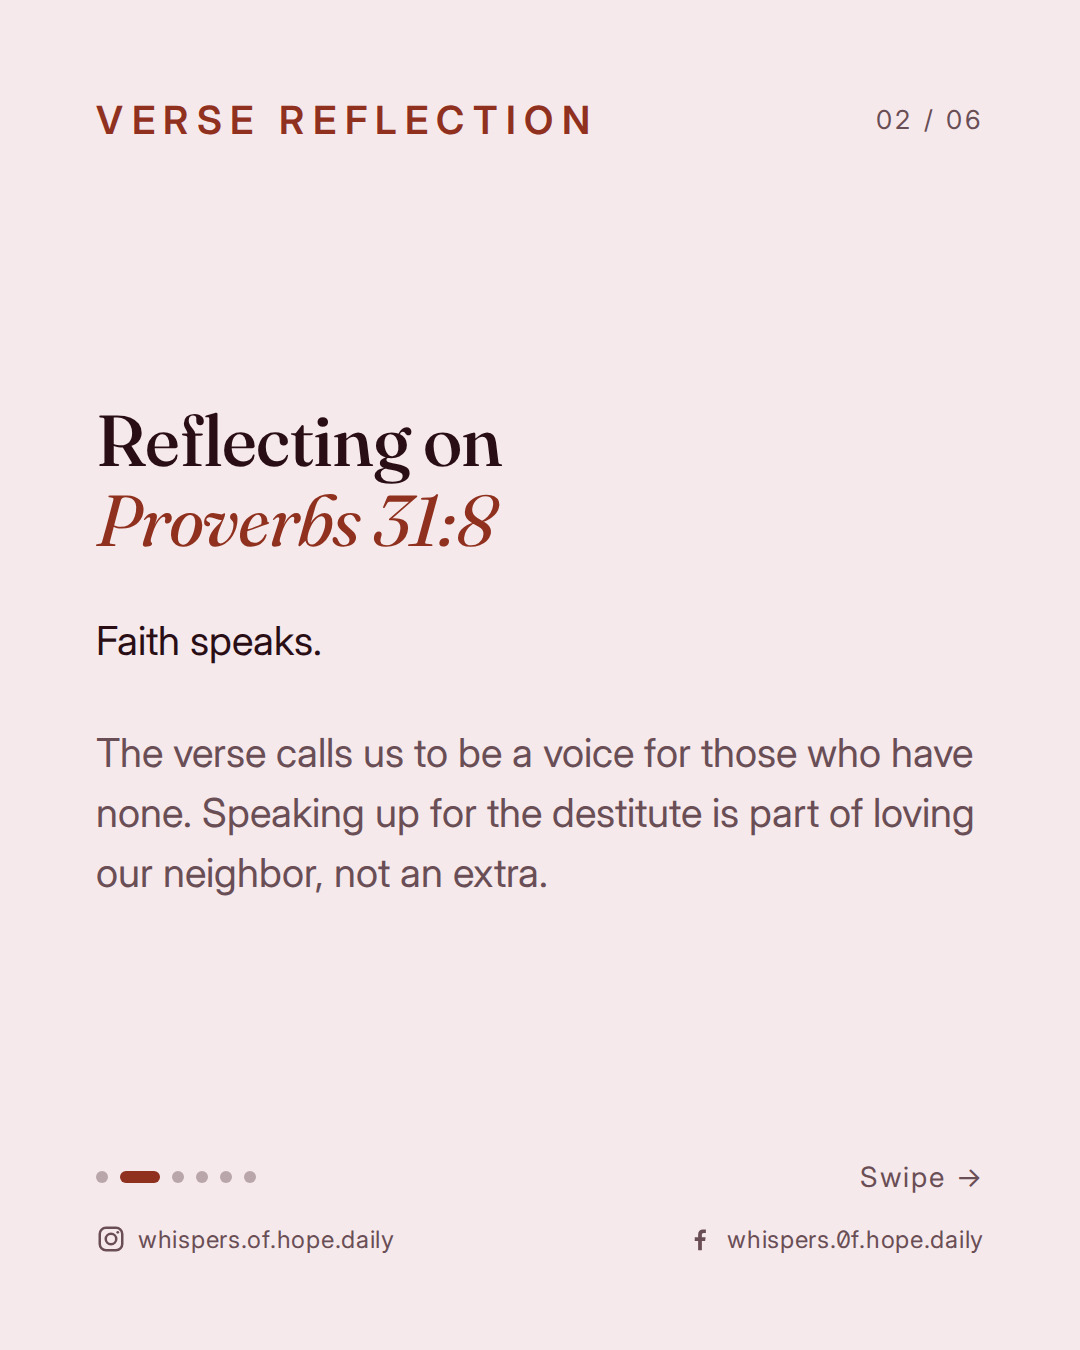 VERSE REFLECTION
02 / 06
Reflecting on
Proverbs 31:8
Faith speaks.
The verse calls us to be a voice for those who have
none. Speaking up for the destitute is part of loving
our neighbor, not an extra.
Swipe →
whispers.of.hope.daily
whispers.0f.hope.daily